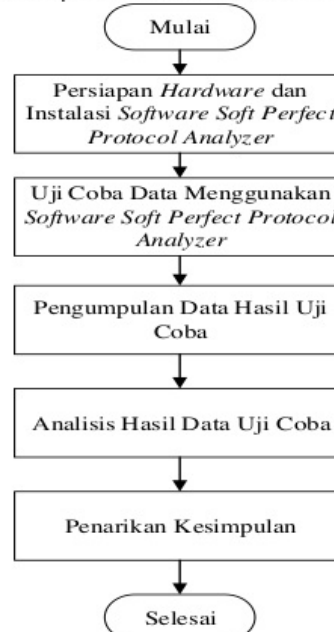 Mulai
Persiapan Hardware dan
Instalasi Software Soft Perfect
Protocol Analyzer
Uji Coba Data Menggunakan
Software Soft Perfect Protocol
Analyzer
Pengumpulan Data Hasil Uji
Coba
Analisis Hasil Data Uji Coba
Penarikan Kesimpulan
Selesai